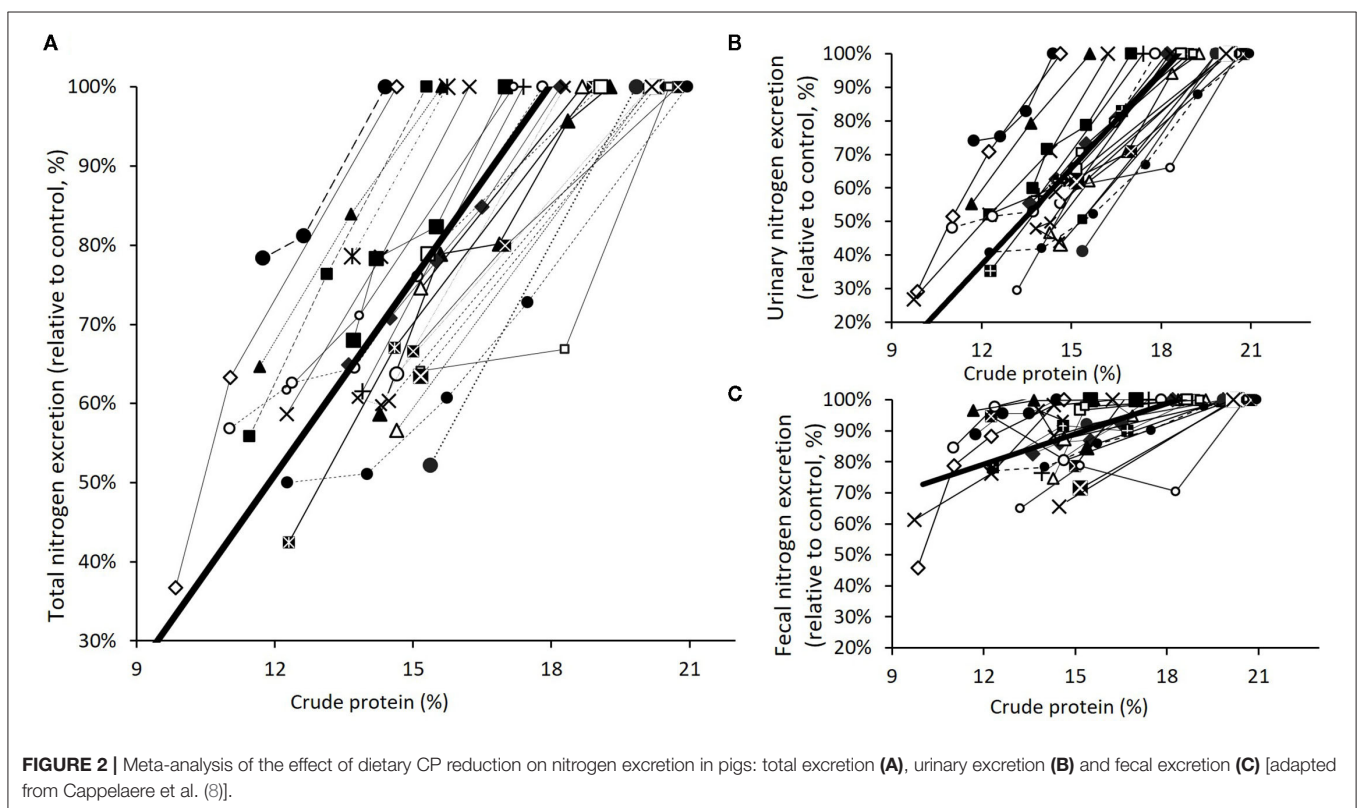 A
Total nitrogen excretion (relative to control, %)
100%
90%
80%
70%
60%
50%
40%
30%
9 12 15 18 21
Crude protein (%)
B
Urinary nitrogen excretion
(relative to control, %)
100%
90%
80%
70%
60%
50%
40%
30%
20%
9 12 15 18 21
Crude protein (%)
C
Fecal nitrogen excretion
(relative to control, %)
100%
90%
80%
70%
60%
50%
40%
30%
20%
9 12 15 18 21
Crude protein (%)
FIGURE 2 | Meta-analysis of the effect of dietary CP reduction on nitrogen excretion in pigs: total excretion (A), urinary excretion (B) and fecal excretion (C) [adapted
from Cappelaere et al. (8)].